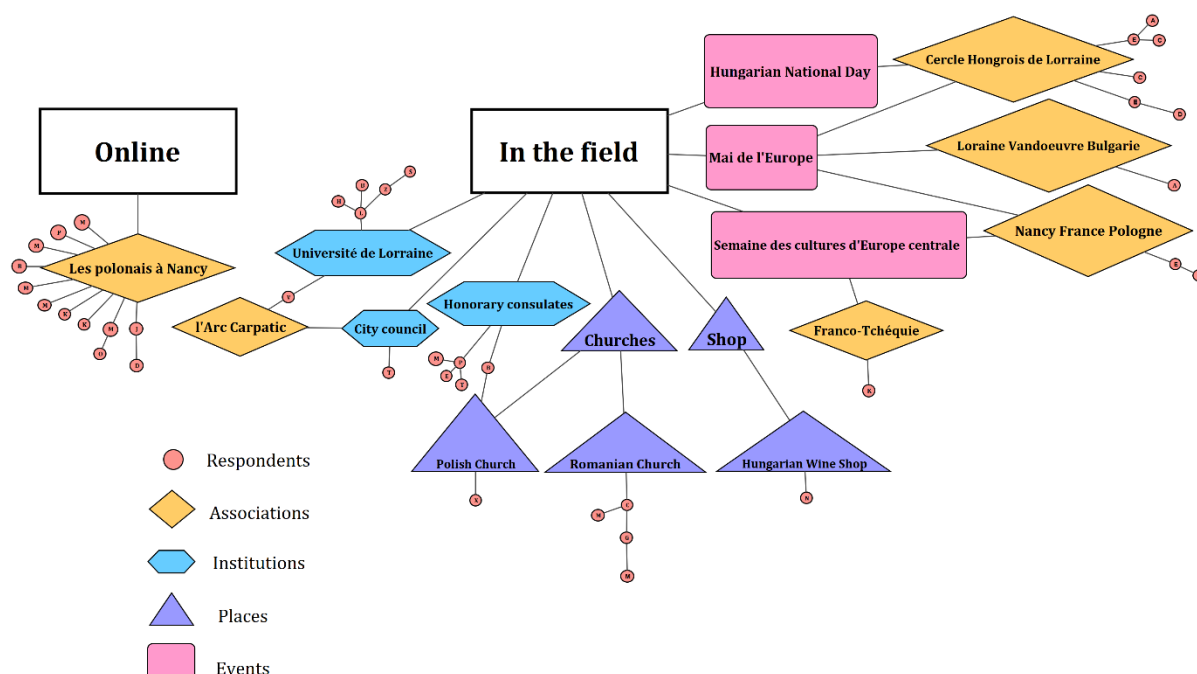 Hungarian National Day
Cercle Hongrois de Lorraine
A
E
C
C
D
Online
In the field
Mai de l'Europe
Loraine Vandoeuvre Bulgarie
A
S
U
Z
H
L
M
P
M
R
M
M
K
K
M
J
O
D
Les polonais à Nancy
Université de Lorraine
Semaine des cultures d'Europe centrale
Nancy France Pologne
E
l'Arc Carpatic
City council
T
Honorary consulates
M
P
H
E
T
Churches
Shop
Franco-Tchéquie
K
Polish Church
X
Romanian Church
M
C
G
M
Hungarian Wine Shop
N
Respondents
Associations
Institutions
Places
Events